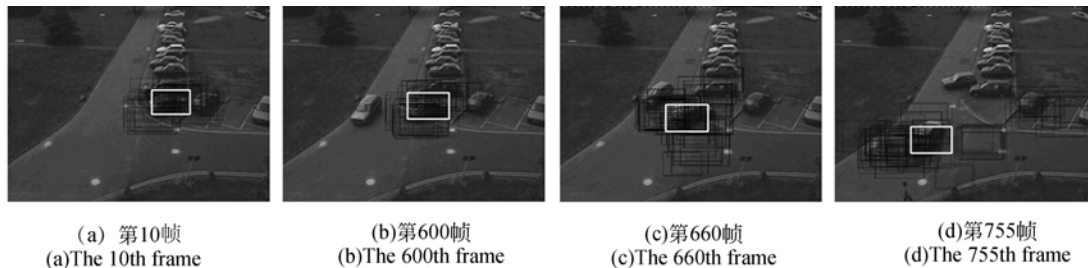 (a) 第10帧
(a)The 10th frame
(b)第600帧
(b)The 600th frame
(c)第660帧
(c)The 660th frame
(d)第755帧
(d)The 755th frame